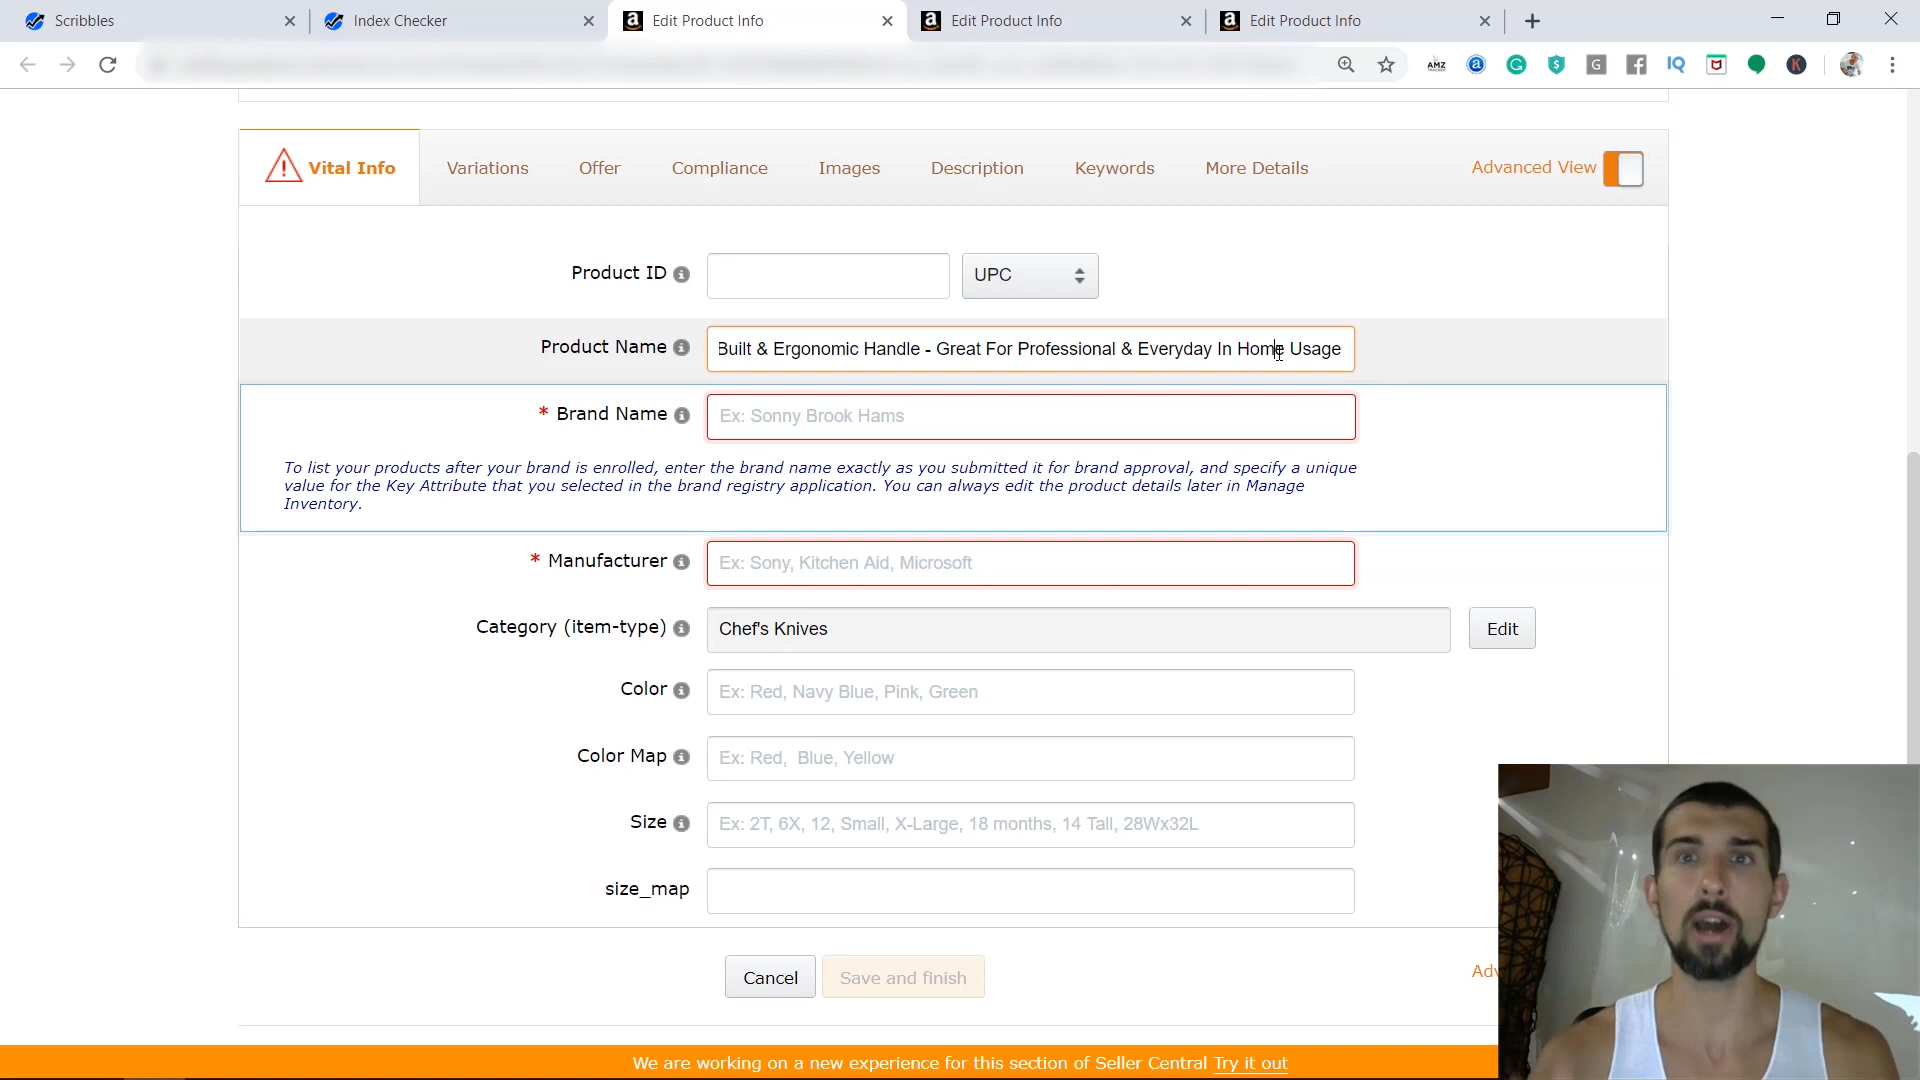 Scribbles
Index Checker
Edit Product Info
Edit Product Info
Edit Product Info
AMZ
a
G
$
G
f
IQ
K
Vital Info
Variations
Offer
Compliance
Images
Description
Keywords
More Details
Advanced View
Product ID
UPC
Product Name
Built & Ergonomic Handle - Great For Professional & Everyday In Home Usage
* Brand Name
Ex: Sonny Brook Hams
To list your products after your brand is enrolled, enter the brand name exactly as you submitted it for brand approval, and specify a unique
value for the Key Attribute that you selected in the brand registry application. You can always edit the product details later in Manage
Inventory.
* Manufacturer
Ex: Sony, Kitchen Aid, Microsoft
Category (item-type)
Chef's Knives
Edit
Color
Ex: Red, Navy Blue, Pink, Green
Color Map
Ex: Red,  Blue, Yellow
Size
Ex: 2T, 6X, 12, Small, X-Large, 18 months, 14 Tall, 28Wx32L
size_map
Cancel
Save and finish
We are working on a new experience for this section of Seller Central Try it out